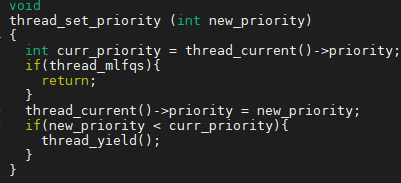 void
thread_set_priority (int new_priority)
{
  int curr_priority = thread_current()->priority;
  if(thread_mlfqs){
    return;
  }
  thread_current()->priority = new_priority;
  if(new_priority < curr_priority){
    thread_yield();
  }
}